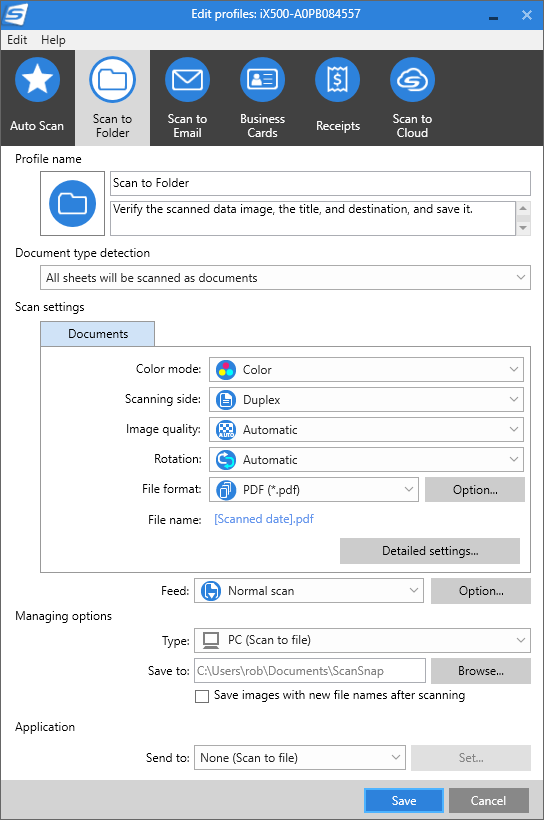 Edit profiles: iX500-A0PB084557
Edit Help
Auto Scan
Scan to
Folder
Scan to
Email
Business
Cards
Receipts
Scan to
Cloud
Profile name
Scan to Folder
Verify the scanned data image, the title, and destination, and save it.
Document type detection
All sheets will be scanned as documents
Scan settings
Documents
Color mode: Color
Scanning side: Duplex
Image quality: AUTO Automatic
Rotation: Automatic
File format: PDF (*.pdf) Option...
File name: [Scanned date].pdf
Detailed settings...
Feed: Normal scan Option...
Managing options
Type: PC (Scan to file)
Save to: C:\Users\rob\Documents\ScanSnap Browse...
Save images with new file names after scanning
Application
Send to: None (Scan to file) Set...
Save Cancel